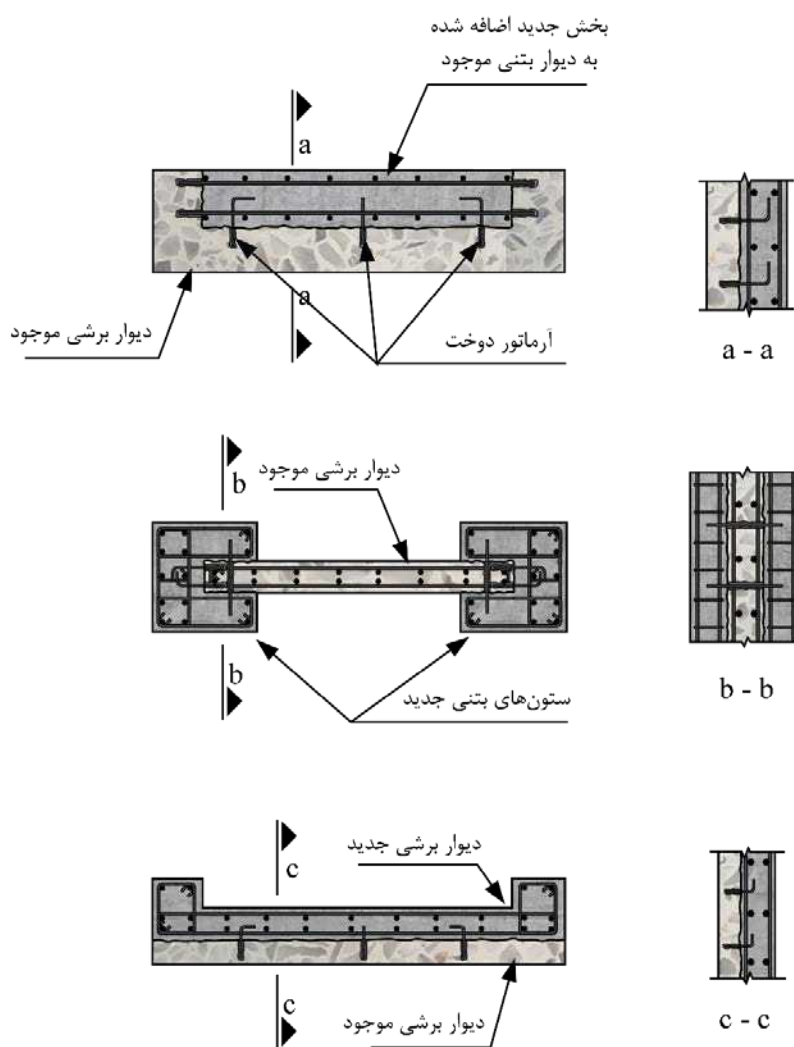 بخش جدید اضافه شده
به دیوار بتنی موجود
a
a
دیوار برشی موجود
آرماتور دوخت
a - a
b
دیوار برشی موجود
b
ستون‌های بتنی جدید
b - b
دیوار برشی جدید
c
c
دیوار برشی موجود
c - c